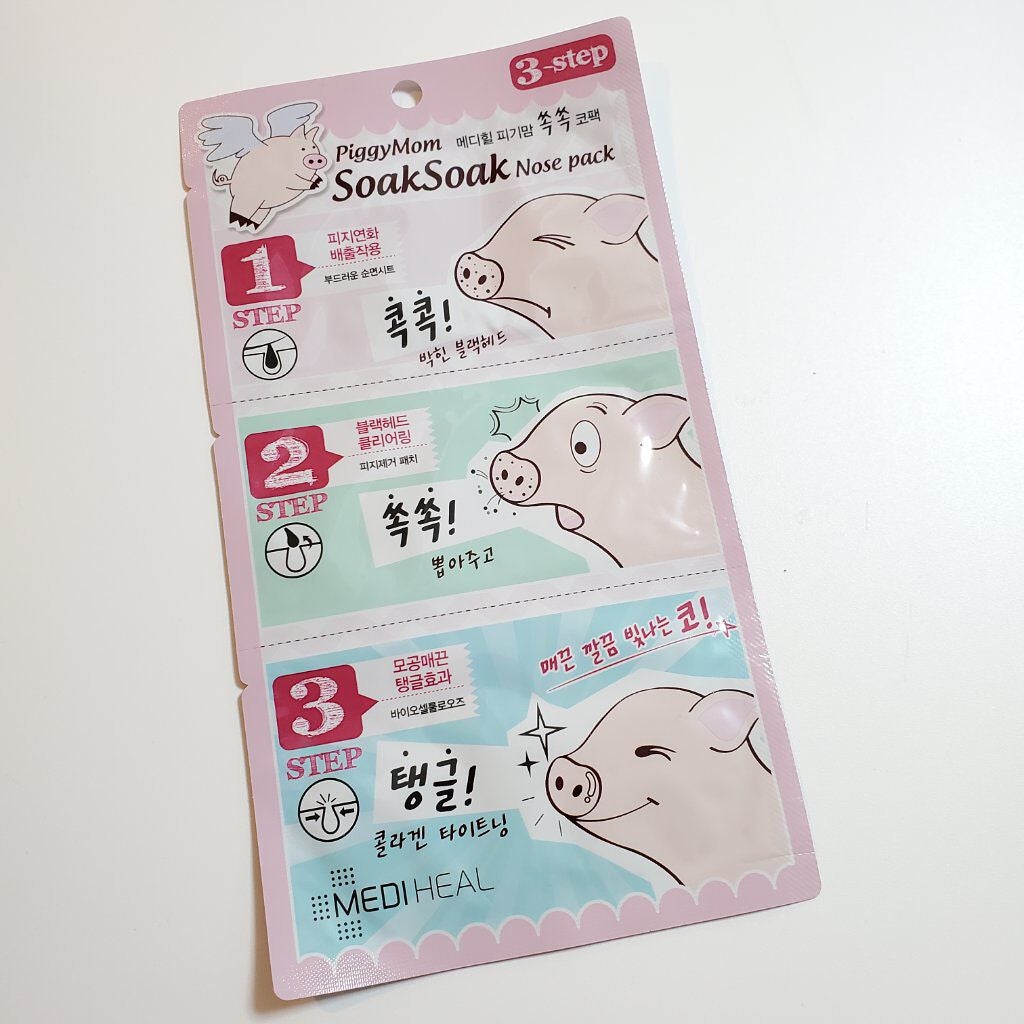 3-step
PiggyMom 메디힐 피기맘 쏙쏙 코팩
SoakSoak Nose pack
1
STEP
피지연화
배출작용
부드러운 순면시트
콕콕!
박힌 블랙헤드
2
STEP
블랙헤드
클리어링
피지제거 패치
쏙쏙!
뽑아주고
매끈 깔끔 빛나는 코!
3
STEP
모공매끈
탱글효과
바이오셀룰로오즈
탱글!
콜라겐 타이트닝
MEDIHEAL